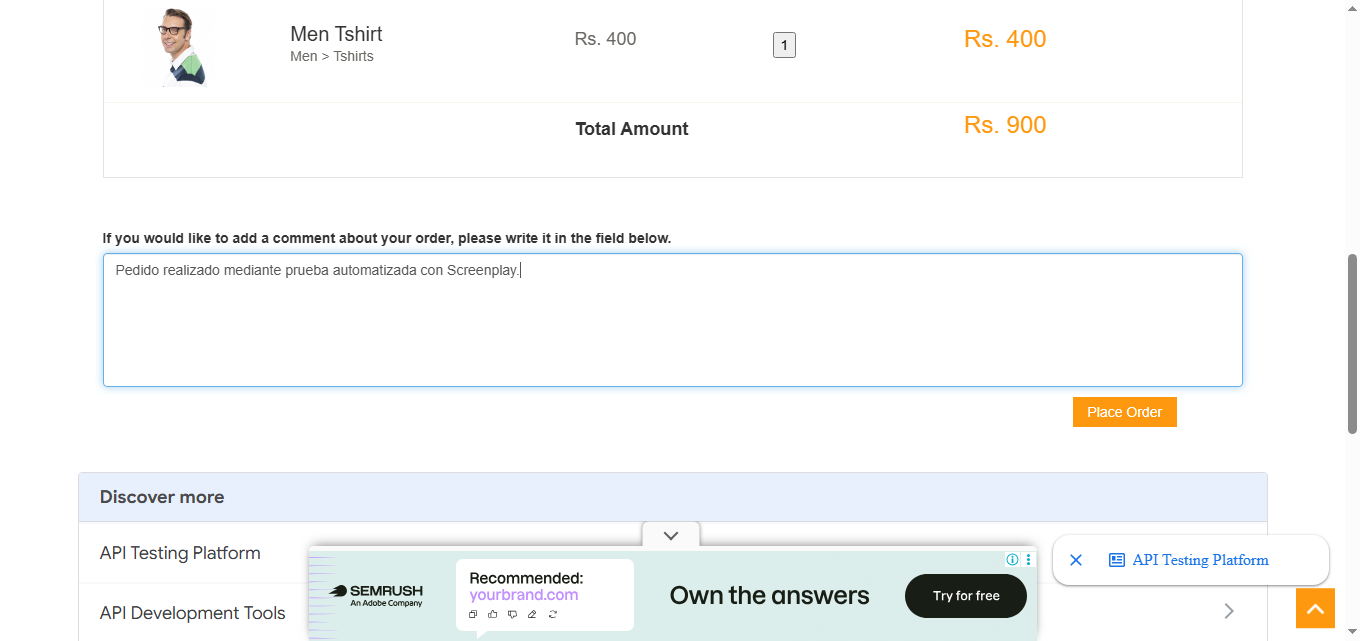 Men Tshirt
Men > Tshirts
Rs. 400
1
Rs. 400
Total Amount
Rs. 900
If you would like to add a comment about your order, please write it in the field below.
Pedido realizado mediante prueba automatizada con Screenplay.
Place Order
Discover more
API Testing Platform
API Development Tools
SEMRUSH
An Adobe Company
Recommended:
yourbrand.com
Own the answers
Try for free
API Testing Platform